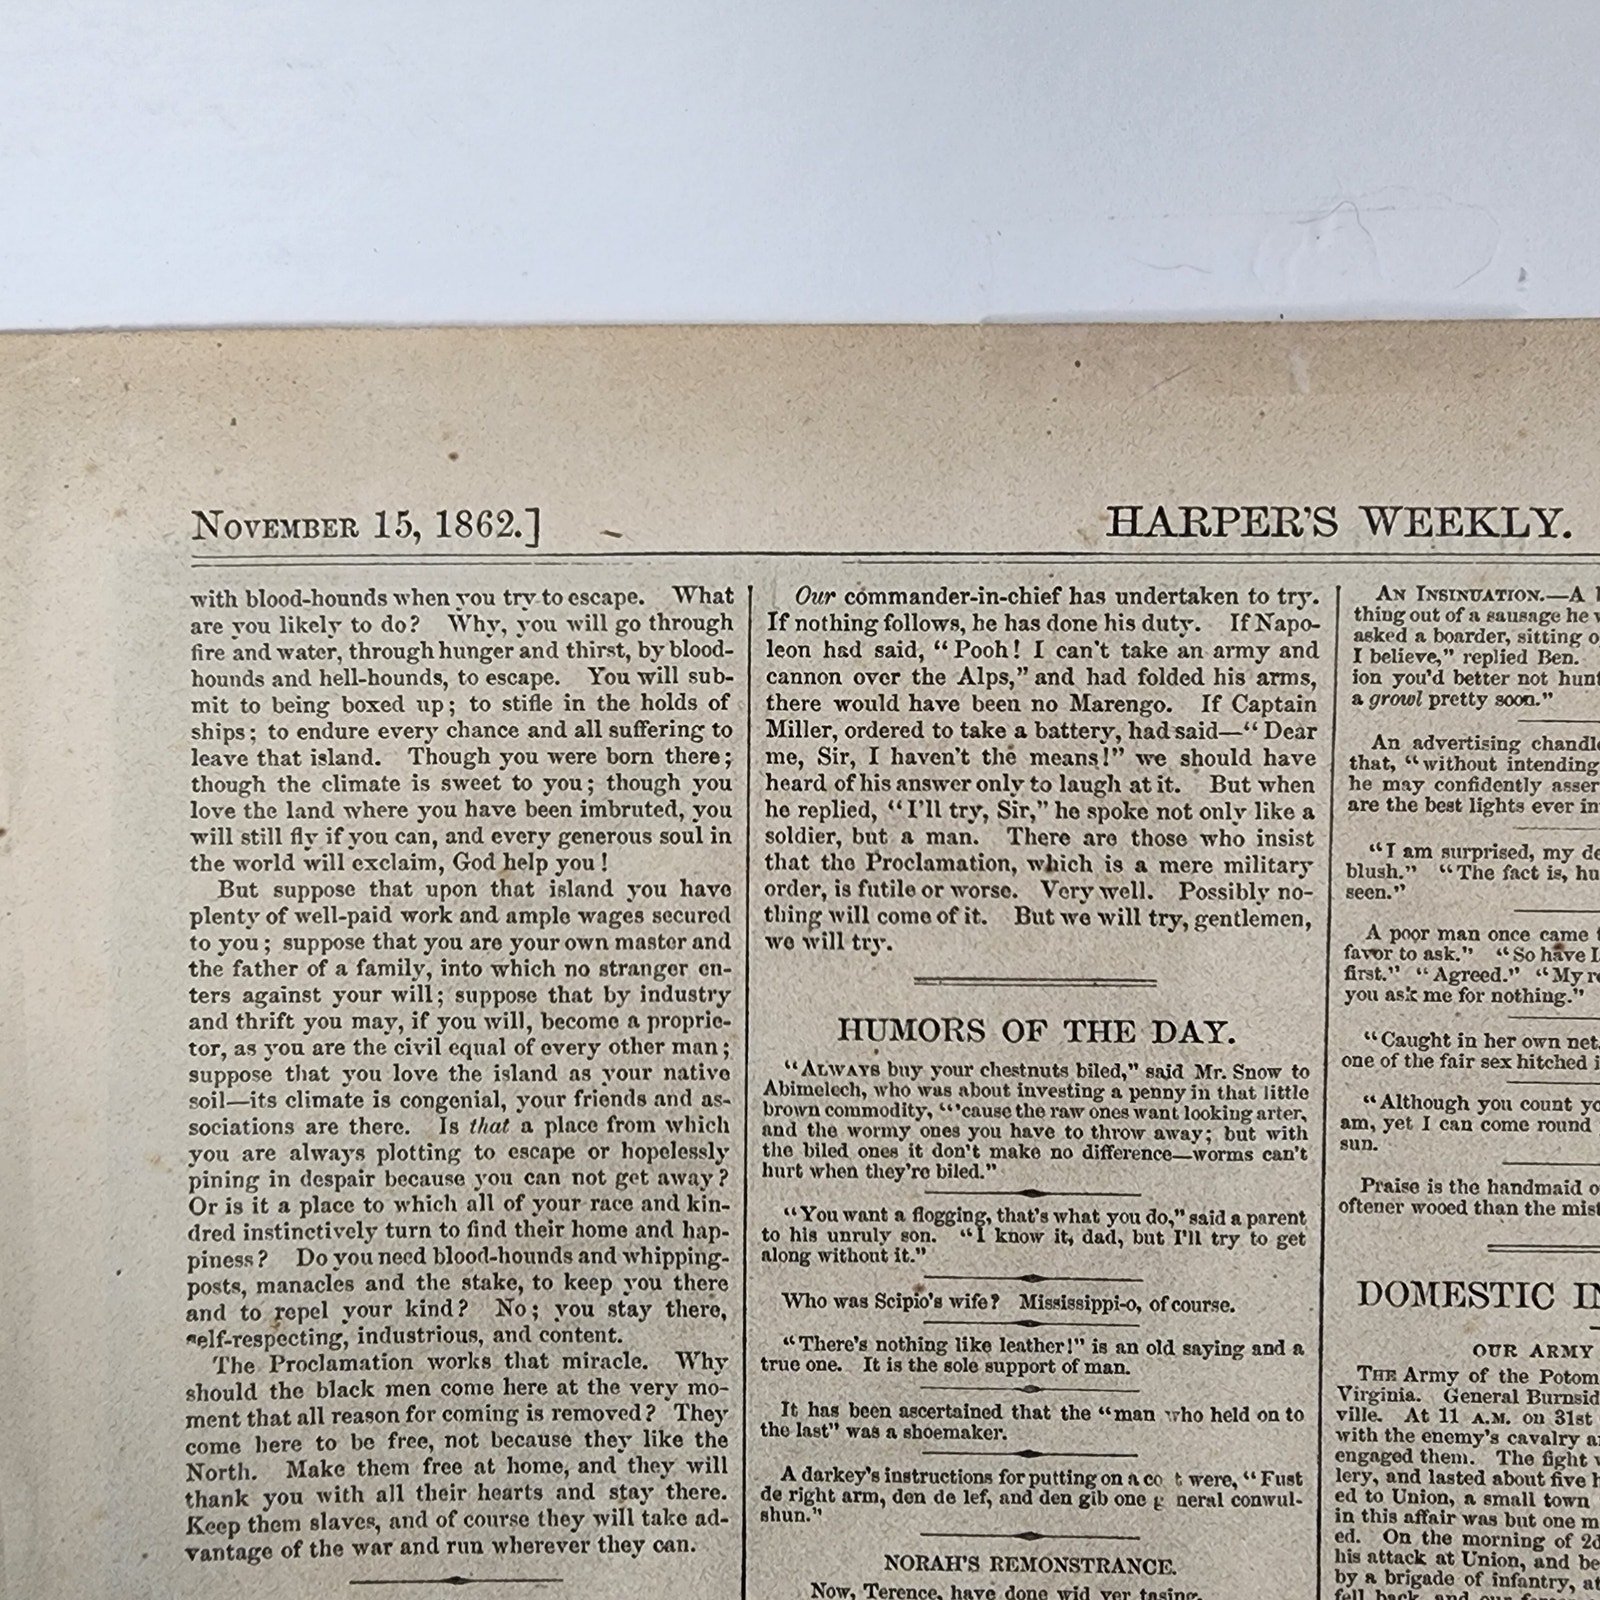 NOVEMBER 15, 1862.]
HARPER'S WEEKLY.
with blood-hounds when you try to escape. What
are you likely to do? Why, you will go through
fire and water, through hunger and thirst, by blood-
hounds and hell-hounds, to escape. You will sub-
mit to being boxed up; to stifle in the holds of
ships; to endure every chance and all suffering to
leave that island. Though you were born there;
though the climate is sweet to you; though you
love the land where you have been imbruted, you
will still fly if you can, and every generous soul in
the world will exclaim, God help you!
But suppose that upon that island you have
plenty of well-paid work and ample wages secured
to you; suppose that you are your own master and
the father of a family, into which no stranger en-
ters against your will; suppose that by industry
and thrift you may, if you will, become a proprie-
tor, as you are the civil equal of every other man;
suppose that you love the island as your native
soil—its climate is congenial, your friends and as-
sociations are there. Is that a place from which
you are always plotting to escape or hopelessly
pining in despair because you can not get away?
Or is it a place to which all of your race and kin-
dred instinctively turn to find their home and hap-
piness? Do you need blood-hounds and whipping-
posts, manacles and the stake, to keep you there
and to repel your kind? No; you stay there,
self-respecting, industrious, and content.
The Proclamation works that miracle. Why
should the black men come here at the very mo-
ment that all reason for coming is removed? They
come here to be free, not because they like the
North. Make them free at home, and they will
thank you with all their hearts and stay there.
Keep them slaves, and of course they will take ad-
vantage of the war and run wherever they can.
Our commander-in-chief has undertaken to try.
If nothing follows, he has done his duty. If Napo-
leon had said, "Pooh! I can't take an army and
cannon over the Alps," and had folded his arms,
there would have been no Marengo. If Captain
Miller, ordered to take a battery, had said—"Dear
me, Sir, I haven't the means!" we should have
heard of his answer only to laugh at it. But when
he replied, "I'll try, Sir," he spoke not only like a
soldier, but a man. There are those who insist
that the Proclamation, which is a mere military
order, is futile or worse. Very well. Possibly no-
thing will come of it. But we will try, gentlemen,
we will try.
HUMORS OF THE DAY.
"ALWAYS buy your chestnuts biled," said Mr. Snow to
Abimelech, who was about investing a penny in that little
brown commodity, "'cause the raw ones want looking arter,
and the wormy ones you have to throw away; but with
the biled ones it don't make no difference—worms can't
hurt when they're biled."
"You want a flogging, that's what you do," said a parent
to his unruly son. "I know it, dad, but I'll try to get
along without it."
Who was Scipio's wife? Mississippi-o, of course.
"There's nothing like leather!" is an old saying and a
true one. It is the sole support of man.
It has been ascertained that the "man who held on to
the last" was a shoemaker.
A darkey's instructions for putting on a co t were, "Fust
de right arm, den de lef, and den gib one g neral conwul-
shun."
NORAH'S REMONSTRANCE.
Now, Terence, have done wid yer tasing,
AN INSINUATION.—A
thing out of a sausage he
asked a boarder, sitting
I believe," replied Ben.
ion you'd better not hunt
a growl pretty soon."
An advertising
that, "without intending
he may confidently
are the best lights ever
"I am surprised, my
blush." "The fact is,
seen."
A poor man once came
favor to ask." "So have I
first." "Agreed." "My
you ask me for nothing."
"Caught in her own net,
one of the fair sex hitched
"Although you count
am, yet I can come round
sun.
Praise is the handmaid
oftener wooed than the
DOMESTIC
OUR ARMY
THE Army of the
Virginia. General
ville. At 11 A.M. on 31st
with the enemy's cavalry
engaged them. The fight
lery, and lasted about five
ed to Union, a small town
in this affair was but one
ed. On the morning of
his attack at Union, and
by a brigade of infantry,
fell back, and our